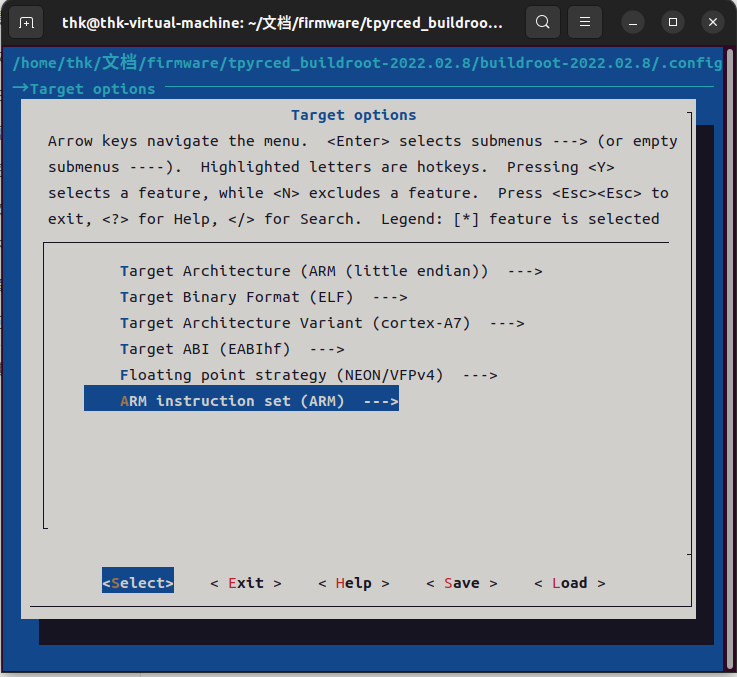 thk@thk-virtual-machine: ~/文档/firmware/tpyrced_buildroo...
/home/thk/文档/firmware/tpyrced_buildroot-2022.02.8/buildroot-2022.02.8/.config
→Target options
Target options
Arrow keys navigate the menu.  <Enter> selects submenus ---> (or empty
submenus ----).  Highlighted letters are hotkeys.  Pressing <Y>
selects a feature, while <N> excludes a feature.  Press <Esc><Esc> to
exit, <?> for Help, </> for Search.  Legend: [*] feature is selected
Target Architecture (ARM (little endian))  --->
Target Binary Format (ELF)  --->
Target Architecture Variant (cortex-A7)  --->
Target ABI (EABIhf)  --->
Floating point strategy (NEON/VFPv4)  --->
ARM instruction set (ARM)  --->
<Select>    < Exit >    < Help >    < Save >    < Load >